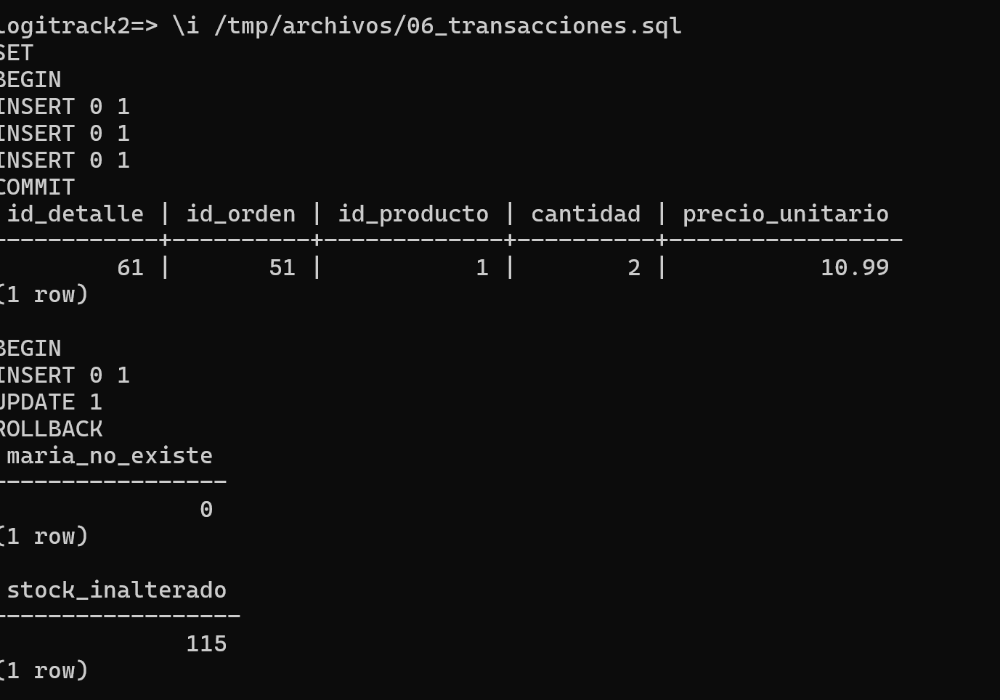 logitrack2=> \i /tmp/archivos/06_transacciones.sql
SET
BEGIN
INSERT 0 1
INSERT 0 1
INSERT 0 1
COMMIT
 id_detalle | id_orden | id_producto | cantidad | precio_unitario
------------+----------+-------------+----------+-----------------
         61 |       51 |           1 |        2 |           10.99
(1 row)

BEGIN
INSERT 0 1
UPDATE 1
ROLLBACK
 maria_no_existe
-----------------
               0
(1 row)

 stock_inalterado
------------------
              115
(1 row)